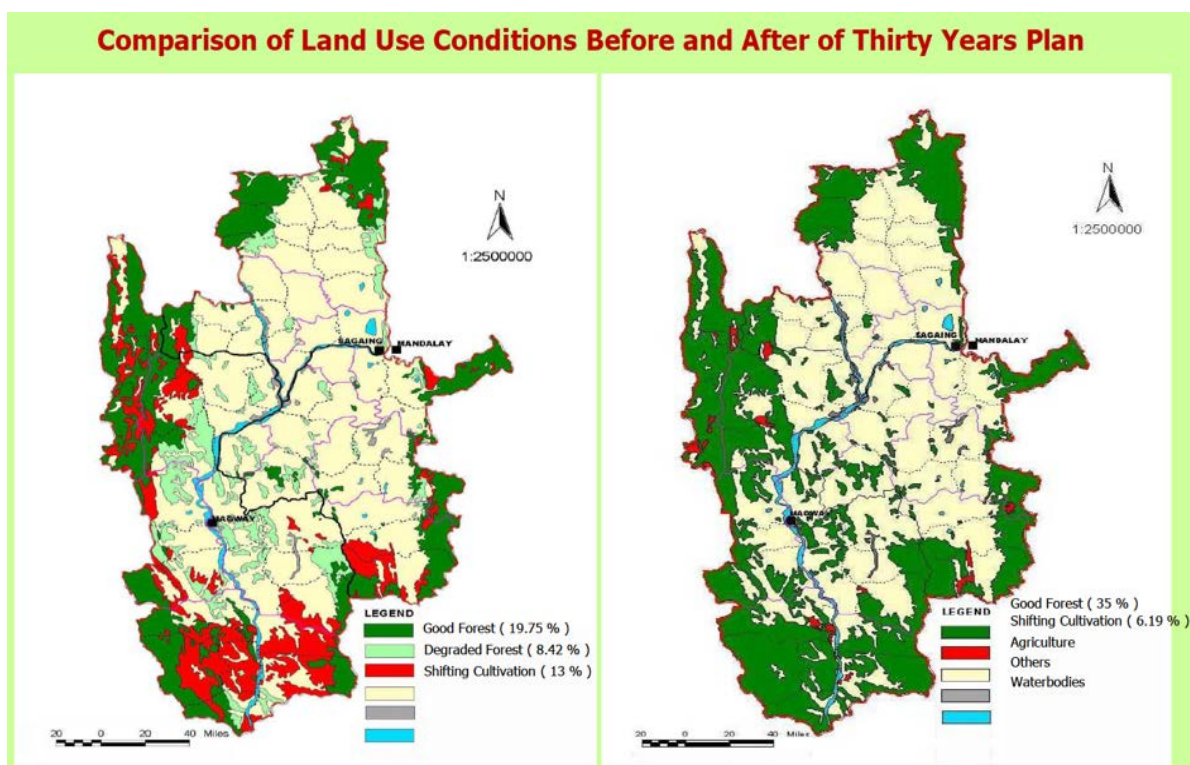 Comparison of Land Use Conditions Before and After of Thirty Years Plan
N
1:2500000
SAGAING
MANDALAY
MAGWAY
LEGEND
Good Forest ( 19.75 % )
Degraded Forest ( 8.42 % )
Shifting Cultivation ( 13 % )
20 0 20 40 Miles
N
1:2500000
SAGAING
MANDALAY
MAGWAY
LEGEND
Good Forest ( 35 % )
Shifting Cultivation ( 6.19 % )
Agriculture
Others
Waterbodies
20 0 20 40 Miles